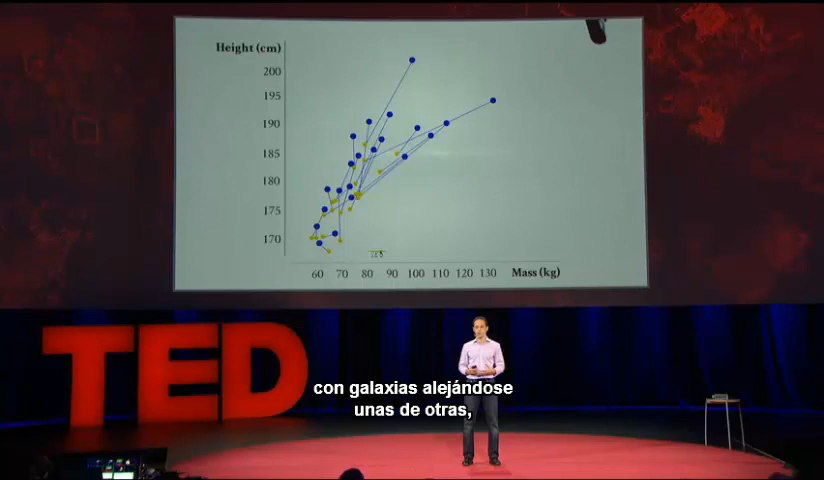 Height (cm)
200
195
190
185
180
175
170
60 70 80 90 100 110 120 130 Mass (kg)
TED
con galaxias alejándose
unas de otras,